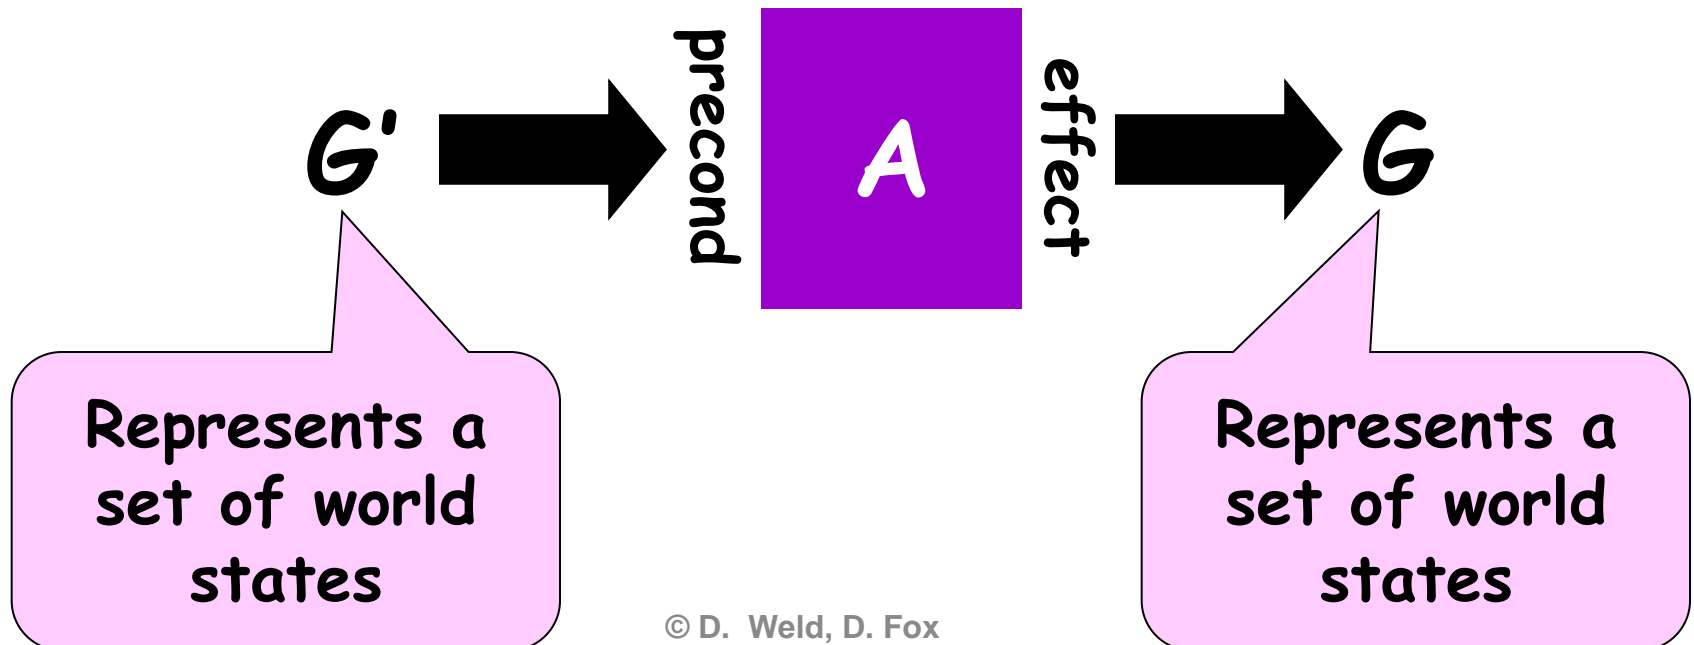 G'
precond
A
effect
G
Represents a
set of world
states
Represents a
set of world
states
© D. Weld, D. Fox